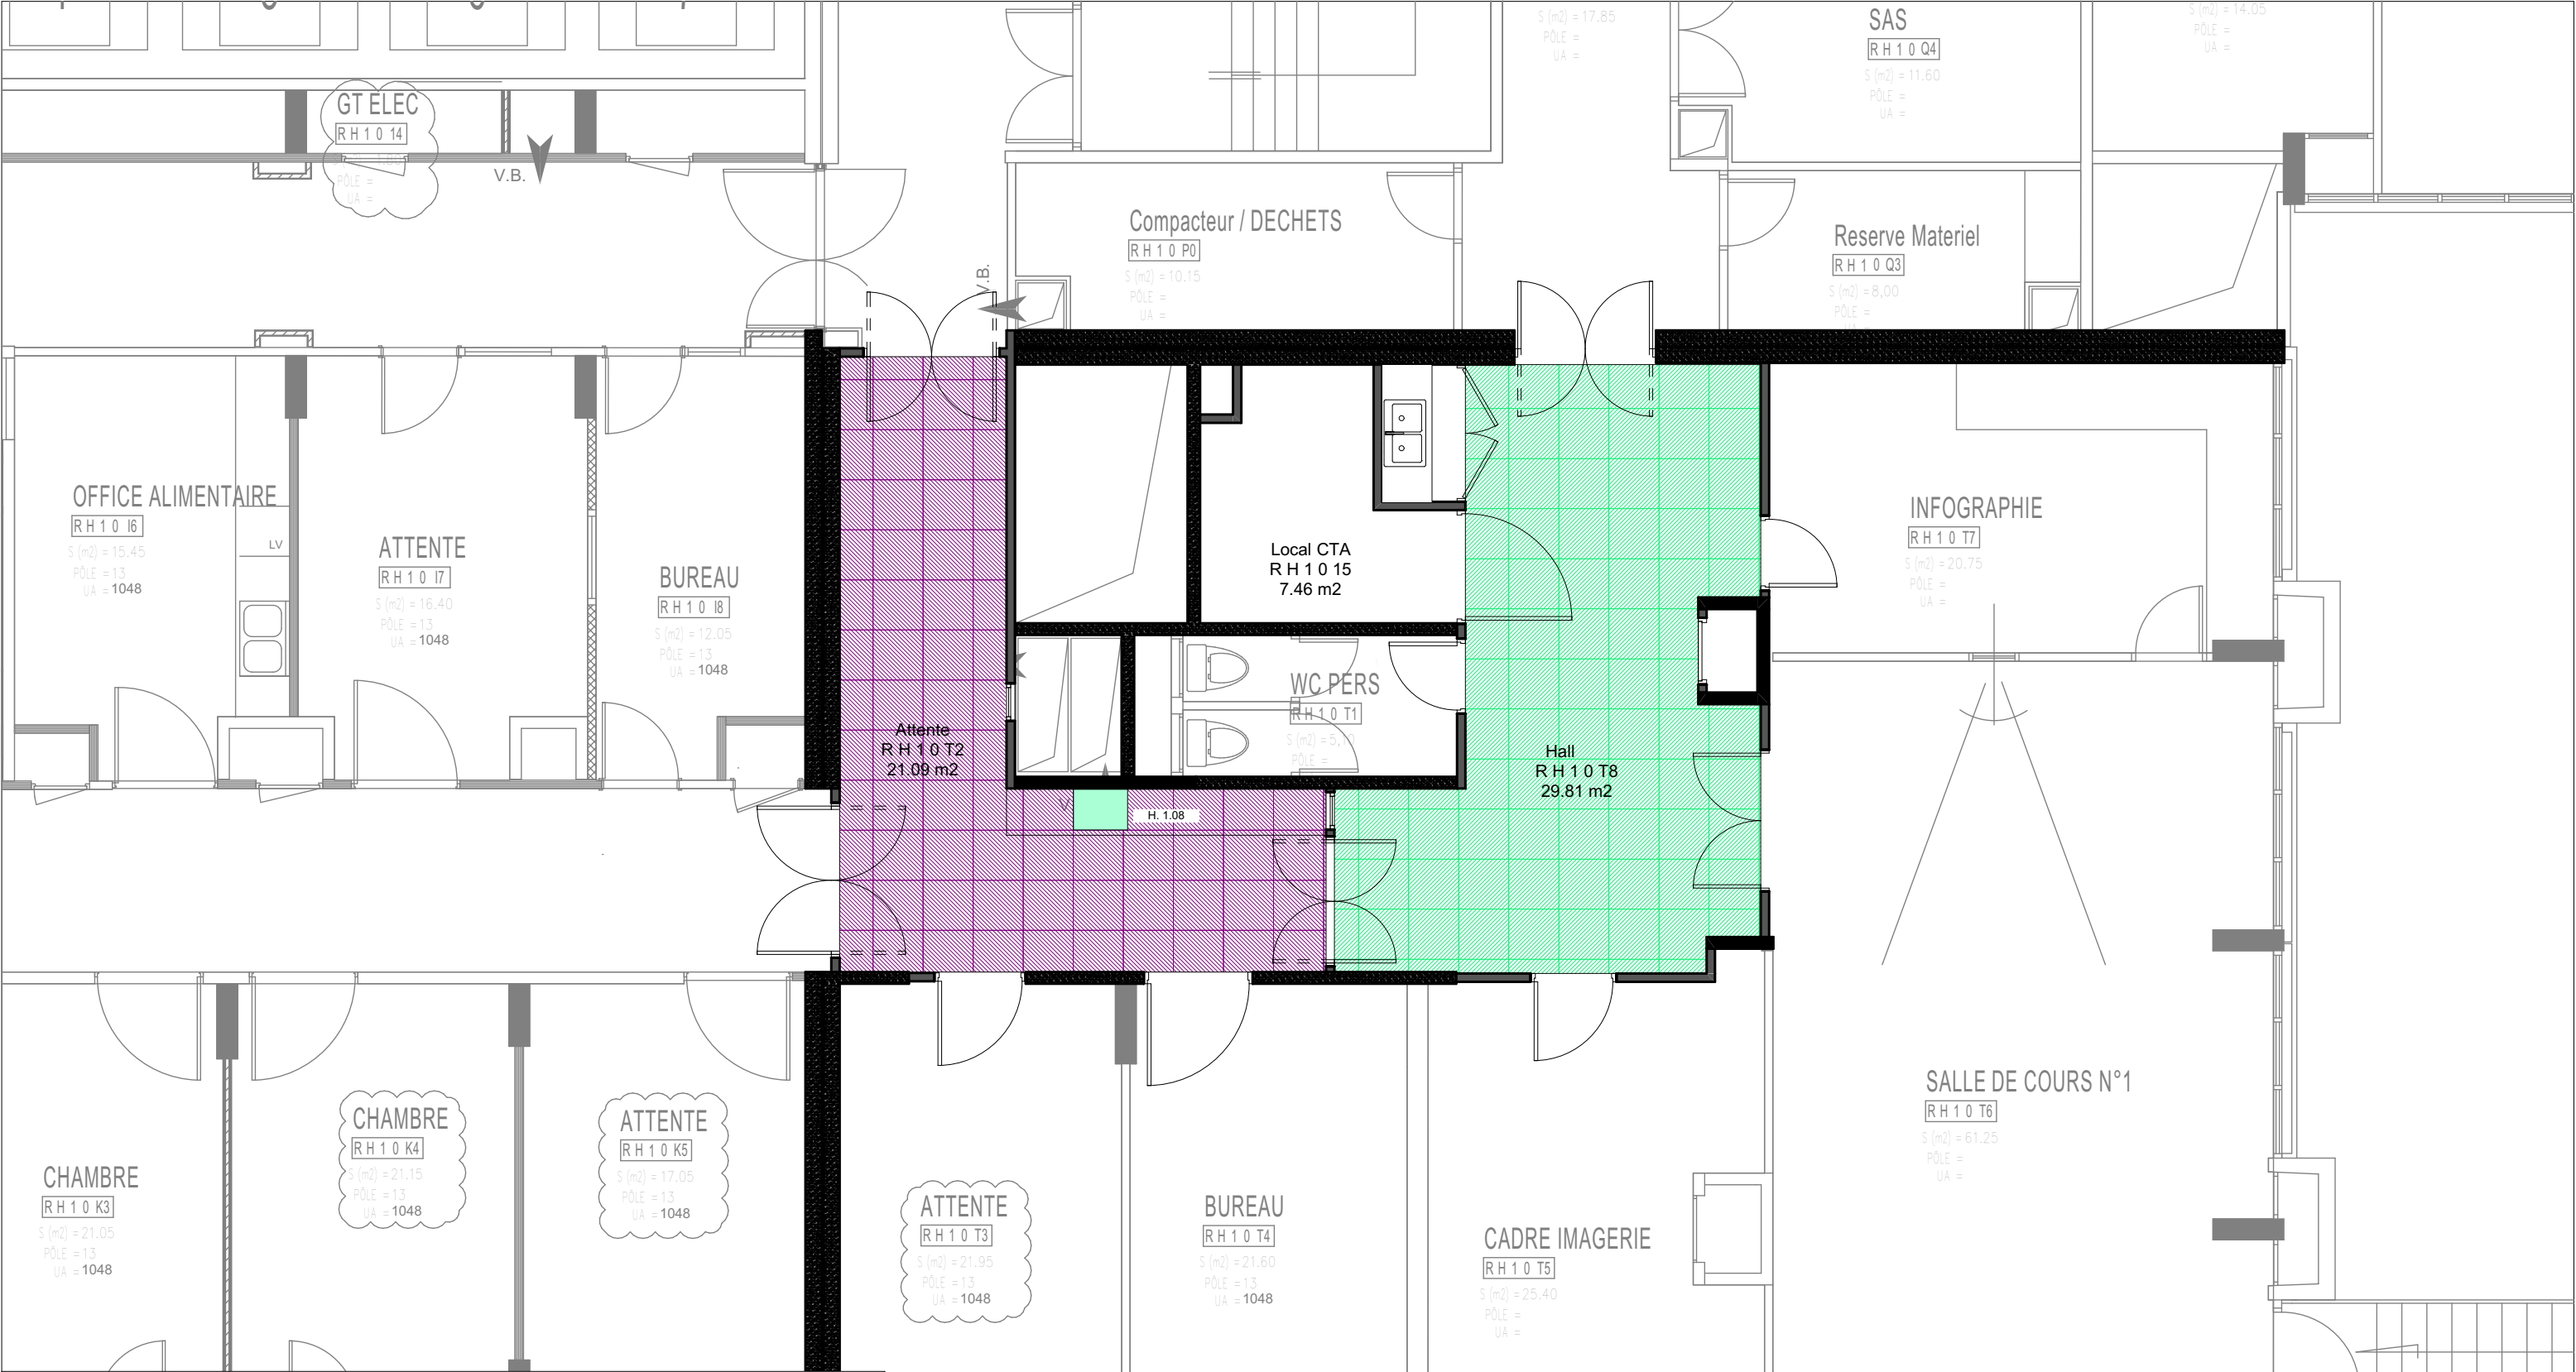 S (m2) = 17.85
PÔLE =
UA =
SAS
R H 1 0 Q4
S (m2) = 11.60
PÔLE =
UA =
S (m2) = 14.05
PÔLE =
UA =
GT ELEC
R H 1 0 14
PÔLE =
UA =
V.B.
Compacteur / DECHETS
R H 1 0 P0
S (m2) = 10.15
PÔLE =
UA =
V.B.
Reserve Materiel
R H 1 0 Q3
S (m2) = 8,00
PÔLE =
OFFICE ALIMENTAIRE
R H 1 0 I6
S (m2) = 15.45
PÔLE = 13
UA = 1048
LV
ATTENTE
R H 1 0 I7
S (m2) = 16.40
PÔLE = 13
UA = 1048
BUREAU
R H 1 0 I8
S (m2) = 12.05
PÔLE = 13
UA = 1048
Local CTA
R H 1 0 15
7.46 m2
INFOGRAPHIE
R H 1 0 T7
S (m2) = 20.75
PÔLE =
UA =
WC PERS
R H 1 0 T1
S (m2) = 5,10
PÔLE =
Attente
R H 1 0 T2
21.09 m2
Hall
R H 1 0 T8
29.81 m2
V
H. 1.08
SALLE DE COURS N°1
R H 1 0 T6
S (m2) = 61.25
PÔLE =
UA =
CHAMBRE
R H 1 0 K3
S (m2) = 21.05
PÔLE = 13
UA = 1048
CHAMBRE
R H 1 0 K4
S (m2) = 21.15
PÔLE = 13
UA = 1048
ATTENTE
R H 1 0 K5
S (m2) = 17.05
PÔLE = 13
UA = 1048
ATTENTE
R H 1 0 T3
S (m2) = 21.95
PÔLE = 13
UA = 1048
BUREAU
R H 1 0 T4
S (m2) = 21.60
PÔLE = 13
UA = 1048
CADRE IMAGERIE
R H 1 0 T5
S (m2) = 25.40
PÔLE =
UA =